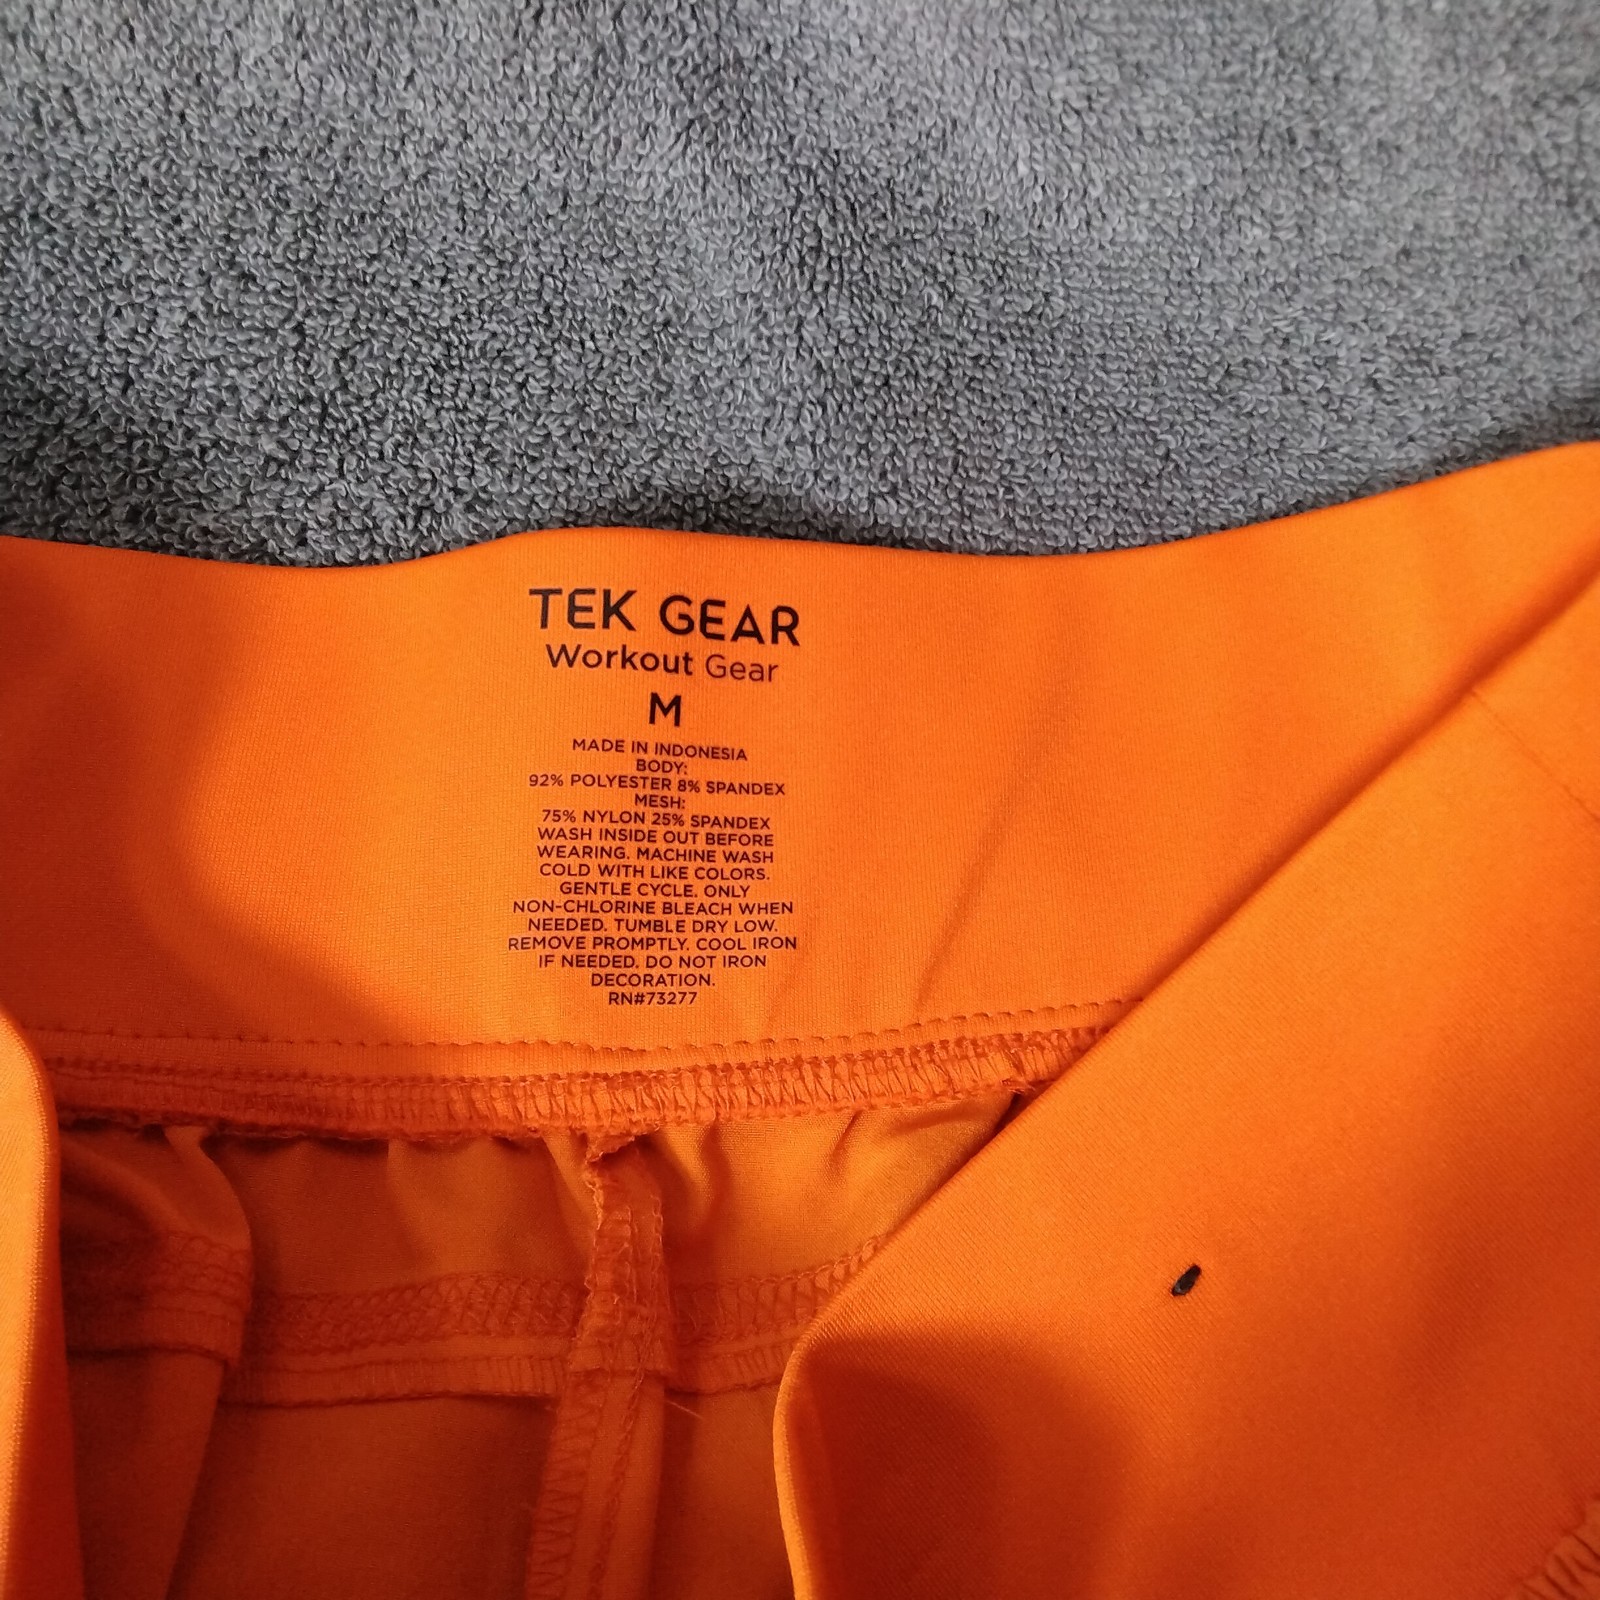 TEK GEAR
Workout Gear
M
MADE IN INDONESIA
BODY:
92% POLYESTER 8% SPANDEX
MESH:
75% NYLON 25% SPANDEX
WASH INSIDE OUT BEFORE
WEARING. MACHINE WASH
COLD WITH LIKE COLORS.
GENTLE CYCLE. ONLY
NON-CHLORINE BLEACH WHEN
NEEDED. TUMBLE DRY LOW.
REMOVE PROMPTLY. COOL IRON
IF NEEDED. DO NOT IRON
DECORATION.
RN#73277